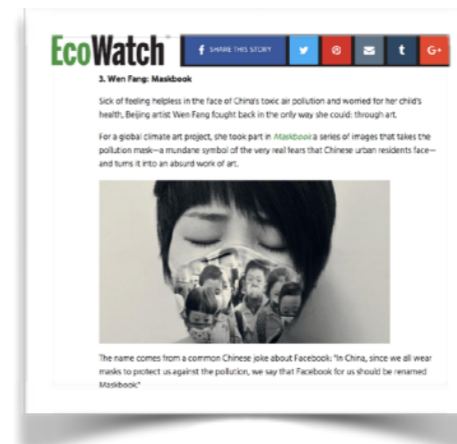 EcoWatch
SHARE THIS STORY
3. Wen Fang: Maskbook
Sick of feeling helpless in the face of China's toxic air pollution and worried for her child's
health, Beijing artist Wen Fang fought back in the only way she could: through art.
For a global climate art project, she took part in Maskbook a series of images that takes the
pollution mask—a mundane symbol of the very real fears that Chinese urban residents face—
and turns it into an absurd work of art.
The name comes from a common Chinese joke about Facebook: "In China, since we all wear
masks to protect us against the pollution, we say that Facebook for us should be renamed
Maskbook"